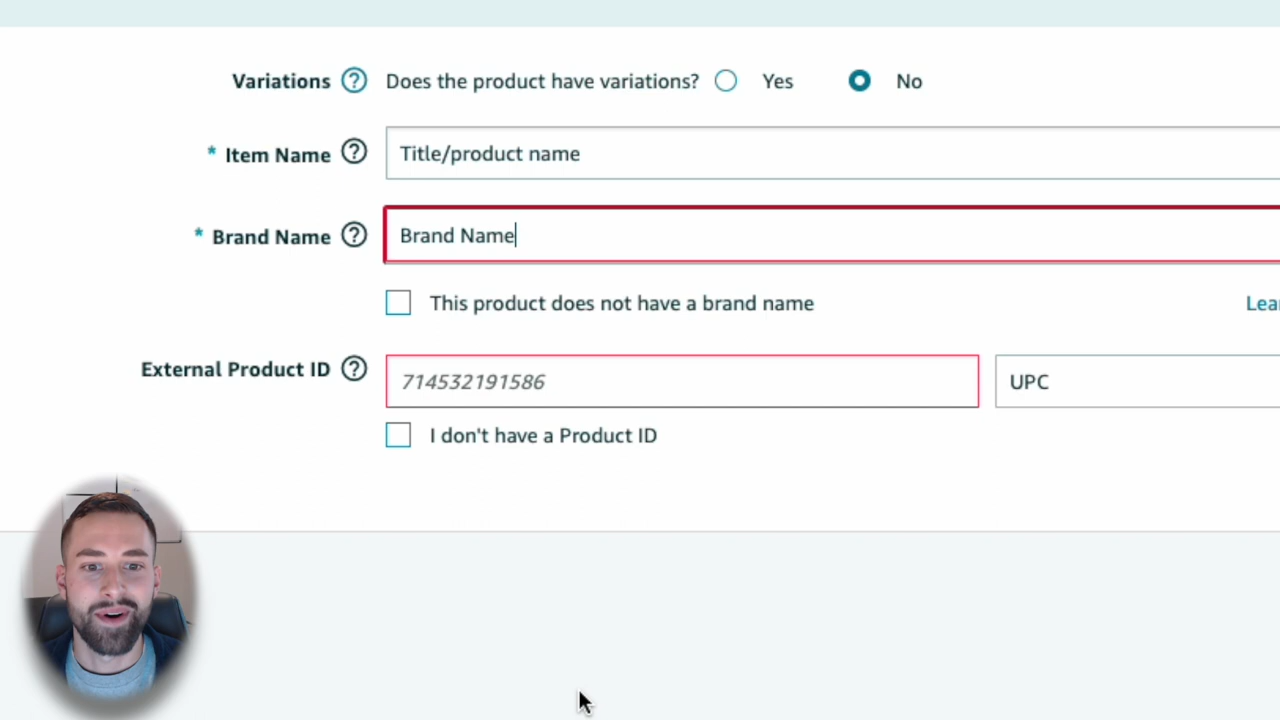 Variations ? Does the product have variations? Yes No
* Item Name ? Title/product name
* Brand Name ? Brand Name
This product does not have a brand name
External Product ID ? 714532191586 UPC
I don't have a Product ID